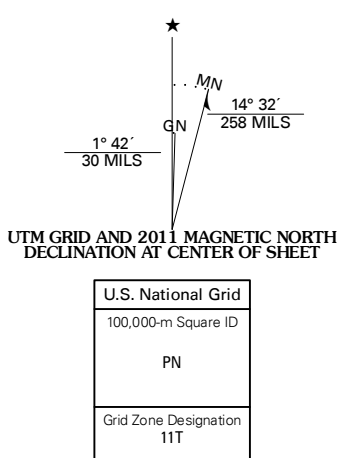 ★
MN
GN
14° 32´
258 MILS
1° 42´
30 MILS
UTM GRID AND 2011 MAGNETIC NORTH
DECLINATION AT CENTER OF SHEET
U.S. National Grid
100,000-m Square ID
PN
Grid Zone Designation
11T